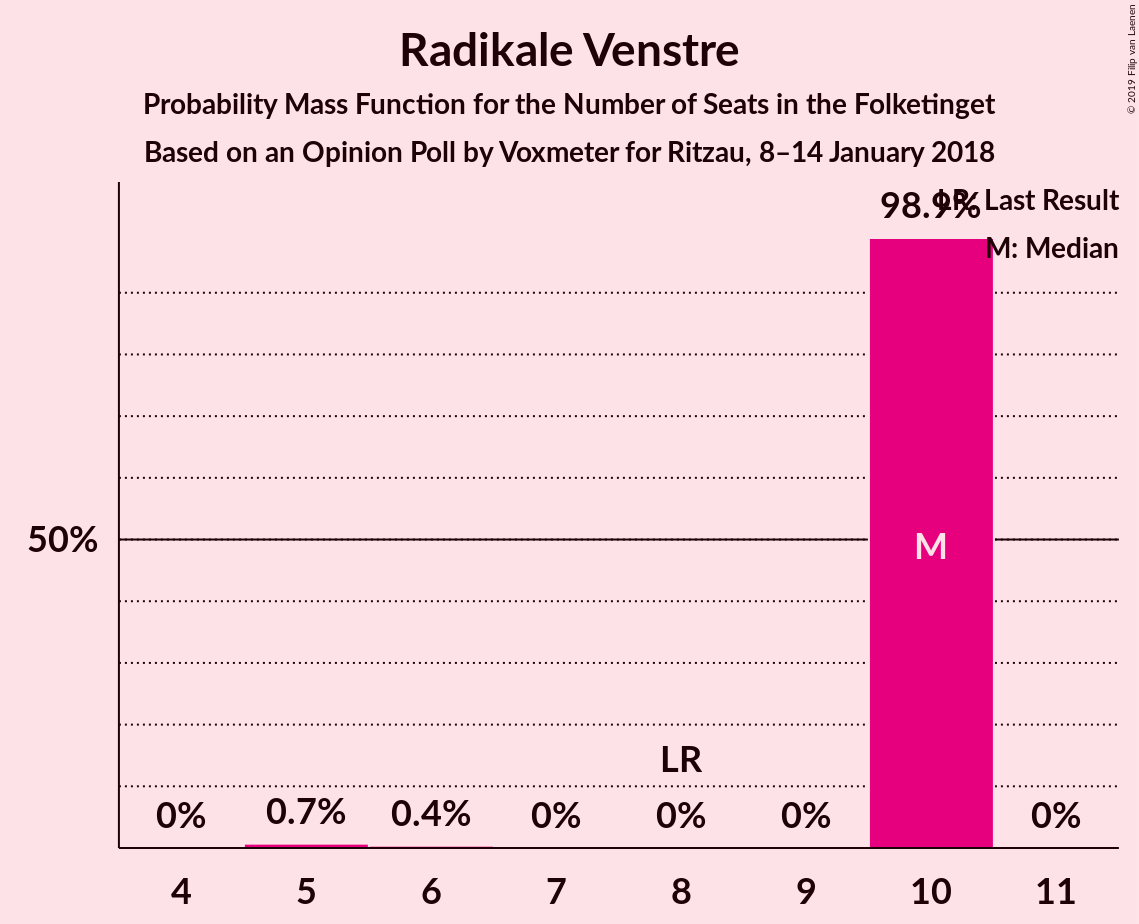 Radikale Venstre
Probability Mass Function for the Number of Seats in the Folketinget
Based on an Opinion Poll by Voxmeter for Ritzau, 8–14 January 2018
© 2019 Filip van Laenen
LR: Last Result
M: Median
98.9%
50%
M
LR
0%
0.7%
0.4%
0%
0%
0%
0%
4
5
6
7
8
9
10
11